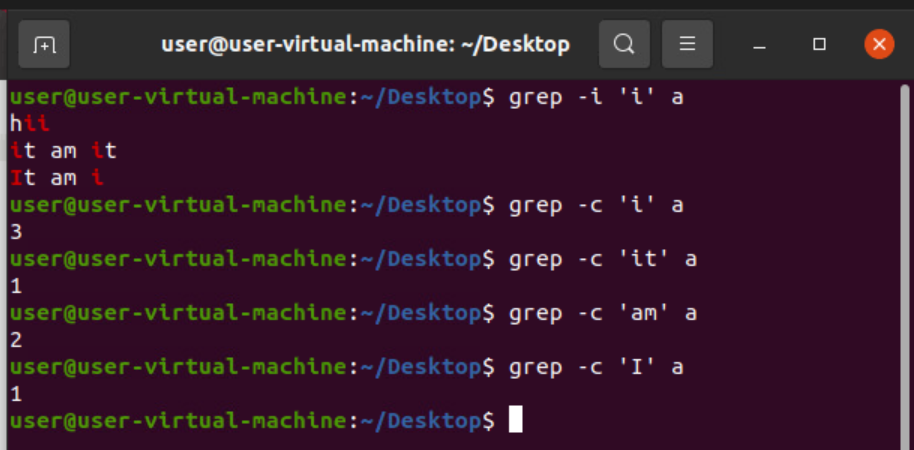 user@user-virtual-machine: ~/Desktop
user@user-virtual-machine:~/Desktop$ grep -i 'i' a
hii
it am it
It am i
user@user-virtual-machine:~/Desktop$ grep -c 'i' a
3
user@user-virtual-machine:~/Desktop$ grep -c 'it' a
1
user@user-virtual-machine:~/Desktop$ grep -c 'am' a
2
user@user-virtual-machine:~/Desktop$ grep -c 'I' a
1
user@user-virtual-machine:~/Desktop$